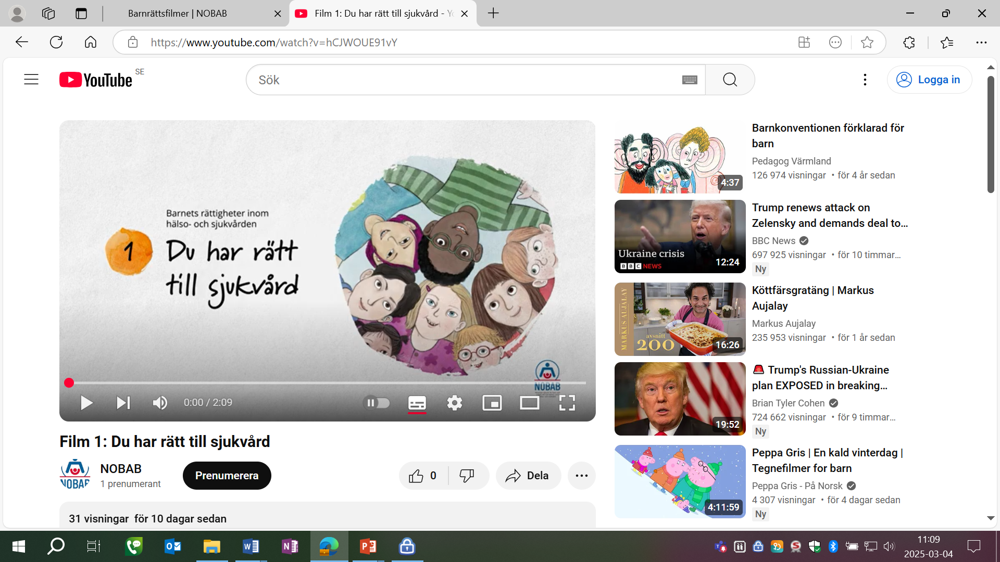 Barnrättsfilmer | NOBAB
Film 1: Du har rätt till sjukvård - Yo
https://www.youtube.com/watch?v=hCJWOUE91vY
YouTube SE
Sök
Logga in
Barnets rättigheter inom
hälso- och sjukvården
1
Du har rätt
till sjukvård
NOBAB
0:00 / 2:09
Film 1: Du har rätt till sjukvård
NOBAB
NOBAB
1 prenumerant
Prenumerera
0
Dela
31 visningar för 10 dagar sedan
4:37
Barnkonventionen förklarad för
barn
Pedagog Värmland
126 974 visningar • för 4 år sedan
Ukraine crisis
BBC NEWS
12:24
Trump renews attack on
Zelensky and demands deal to…
BBC News
697 925 visningar • för 10 timmar…
Ny
MARKUS AUJALAY
avsnitt
200
16:26
Köttfärsgratäng | Markus
Aujalay
Markus Aujalay
235 953 visningar • för 1 år sedan
19:52
🚨 Trump's Russian-Ukraine
plan EXPOSED in breaking…
Brian Tyler Cohen
724 662 visningar • för 9 timmar…
Ny
4:11:59
Peppa Gris | En kald vinterdag |
Tegnefilmer for barn
Peppa Gris - På Norsk
4 307 visningar • för 4 dagar sedan
Ny
11:09
2025-03-04